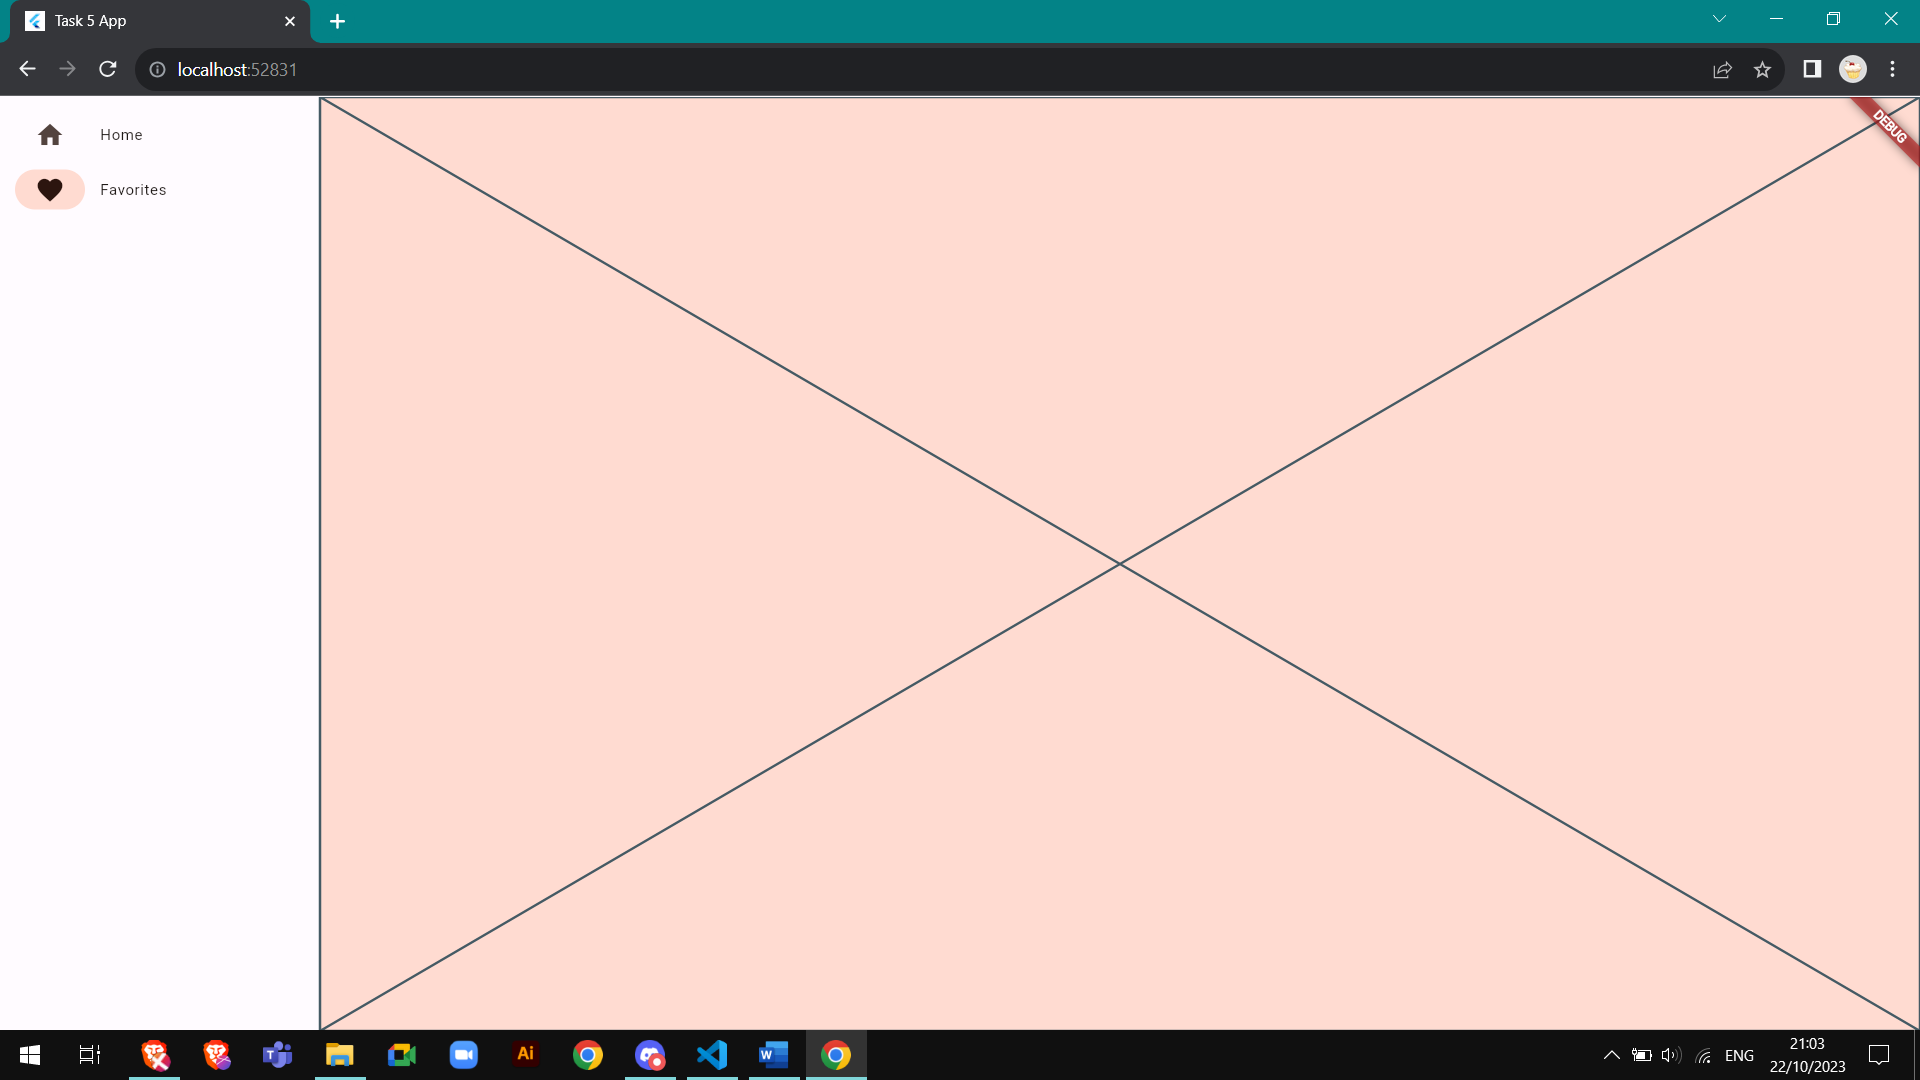 Task 5 App
localhost:52831
Home
Favorites
DEBUG
T
Ai
W
ENG
21:03
22/10/2023